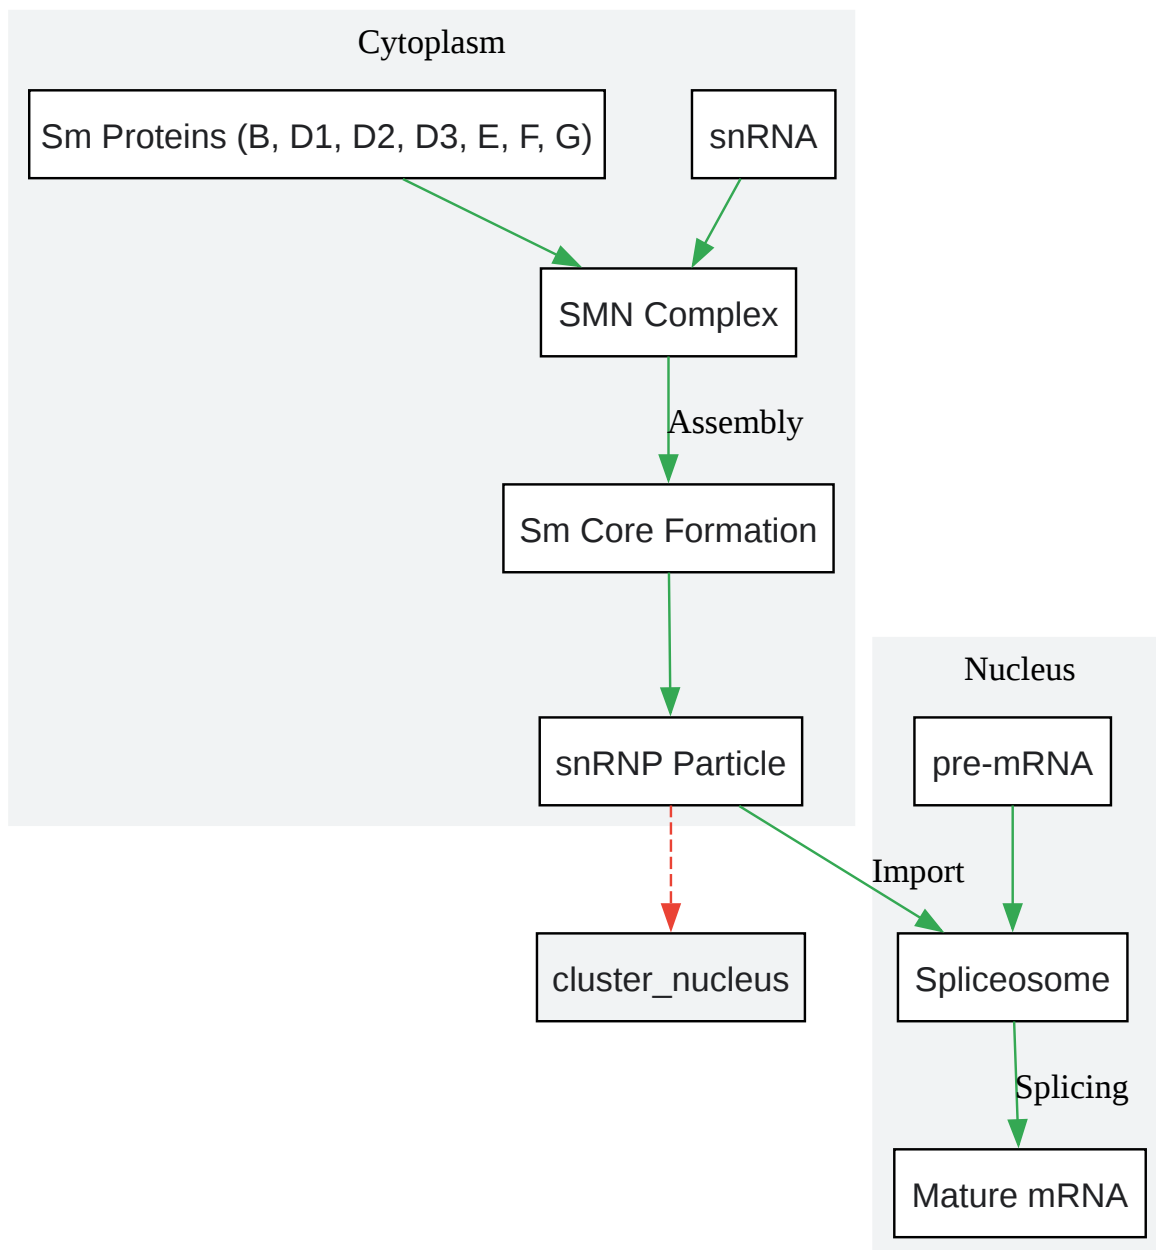 Cytoplasm
Sm Proteins (B, D1, D2, D3, E, F, G)
snRNA
SMN Complex
Assembly
Sm Core Formation
snRNP Particle
Nucleus
pre-mRNA
Import
cluster_nucleus
Spliceosome
Splicing
Mature mRNA